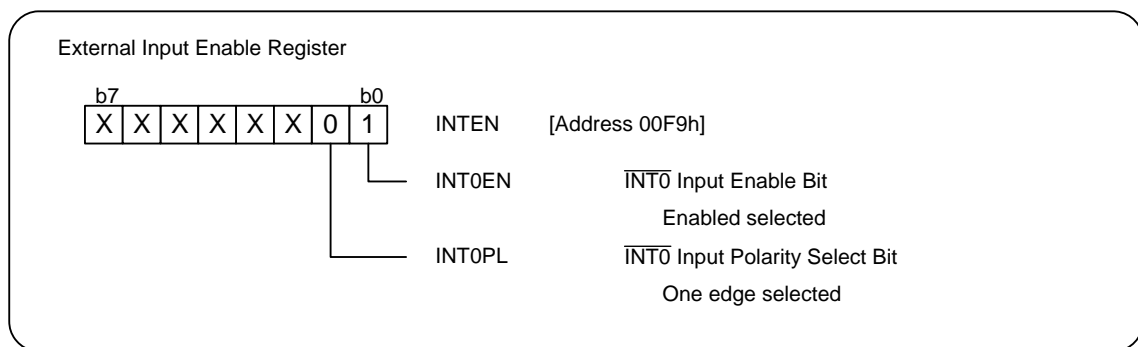 External Input Enable Register
b7 b0
X X X X X X 0 1 INTEN [Address 00F9h]
INT0EN INT0 Input Enable Bit
Enabled selected
INT0PL INT0 Input Polarity Select Bit
One edge selected